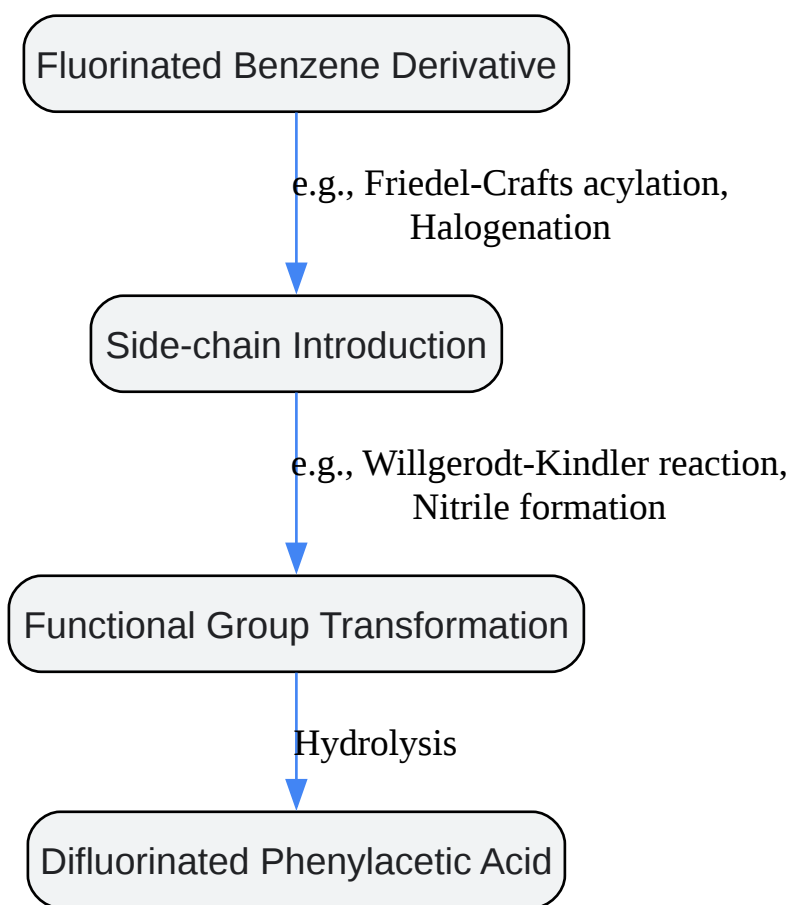 Fluorinated Benzene Derivative
e.g., Friedel-Crafts acylation,
Halogenation
Side-chain Introduction
e.g., Willgerodt-Kindler reaction,
Nitrile formation
Functional Group Transformation
Hydrolysis
Difluorinated Phenylacetic Acid